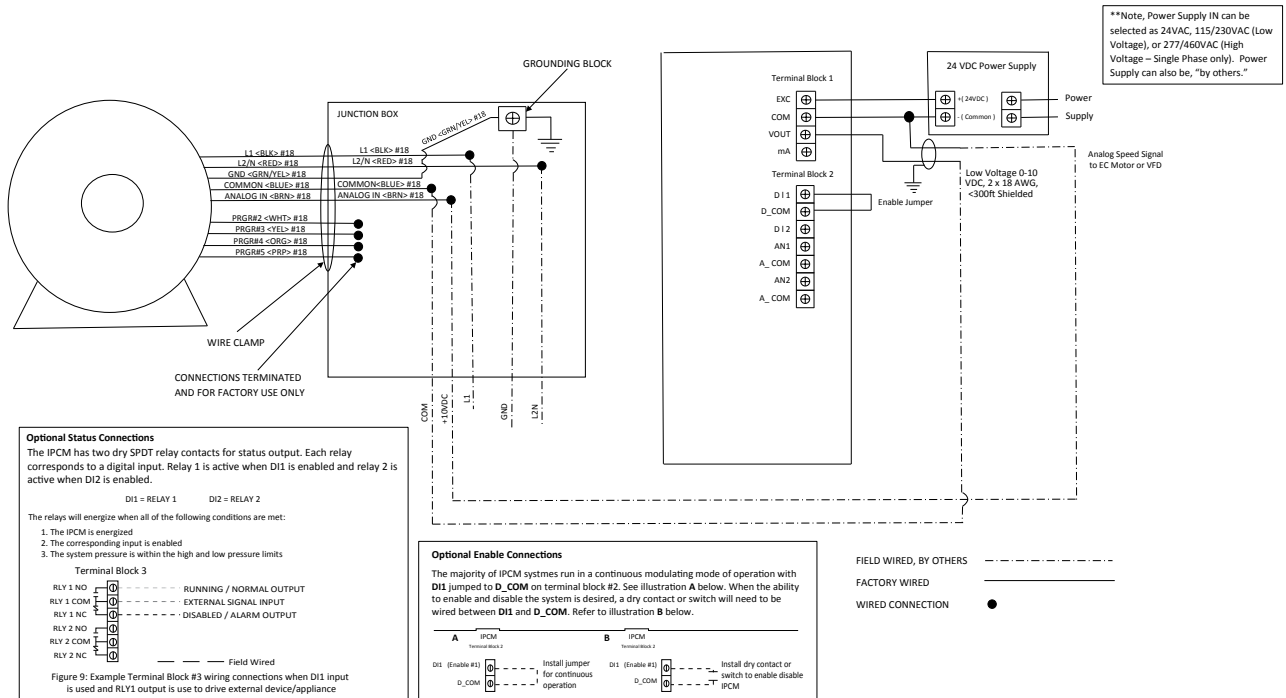 **Note, Power Supply IN can be
selected as 24VAC, 115/230VAC (Low
Voltage), or 277/460VAC (High
Voltage – Single Phase only). Power
Supply can also be, "by others."
GROUNDING BLOCK
JUNCTION BOX
GND <GRN/YEL> #18
L1 <BLK> #18
L2/N <RED> #18
GND <GRN/YEL> #18
COMMON <BLUE> #18
ANALOG IN <BRN> #18
PRGR#2 <WHT> #18
PRGR#3 <YEL> #18
PRGR#4 <ORG> #18
PRGR#5 <PRP> #18
L1 <BLK> #18
L2/N <RED> #18
COMMON<BLUE> #18
ANALOG IN <BRN> #18
WIRE CLAMP
CONNECTIONS TERMINATED
AND FOR FACTORY USE ONLY
COM
+10VDC
L1
GND
L2N
Terminal Block 1
EXC
COM
VOUT
mA
Terminal Block 2
D I 1
D_COM
D I 2
AN1
A_ COM
AN2
A_ COM
Enable Jumper
24 VDC Power Supply
+( 24VDC )
- ( Common )
Power
Supply
Analog Speed Signal
to EC Motor or VFD
Low Voltage 0-10
VDC, 2 x 18 AWG,
<300ft Shielded
Optional Status Connections
The IPCM has two dry SPDT relay contacts for status output. Each relay
corresponds to a digital input. Relay 1 is active when DI1 is enabled and relay 2 is
active when DI2 is enabled.
DI1 = RELAY 1 DI2 = RELAY 2
The relays will energize when all of the following conditions are met:
1. The IPCM is energized
2. The corresponding input is enabled
3. The system pressure is within the high and low pressure limits
Terminal Block 3
RLY 1 NO RUNNING / NORMAL OUTPUT
RLY 1 COM EXTERNAL SIGNAL INPUT
RLY 1 NC DISABLED / ALARM OUTPUT
RLY 2 NO
RLY 2 COM
RLY 2 NC
Field Wired
Figure 9: Example Terminal Block #3 wiring connections when DI1 input
is used and RLY1 output is use to drive external device/appliance
Optional Enable Connections
The majority of IPCM systmes run in a continuous modulating mode of operation with
DI1 jumped to D_COM on terminal block #2. See illustration A below. When the ability
to enable and disable the system is desired, a dry contact or switch will need to be
wired between DI1 and D_COM. Refer to illustration B below.
A IPCM
Terminal Block 2
DI1 (Enable #1)
D_COM
Install jumper
for continuous
operation
B IPCM
Terminal Block 2
DI1 (Enable #1)
D_COM
Install dry contact or
switch to enable disable
IPCM
FIELD WIRED, BY OTHERS
FACTORY WIRED
WIRED CONNECTION